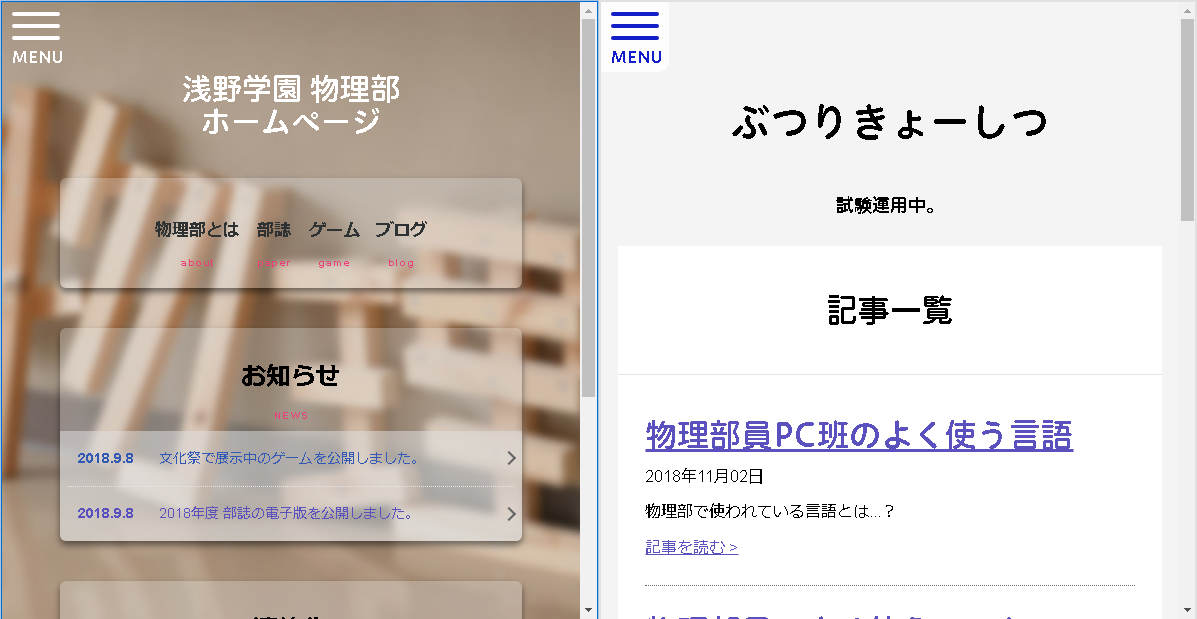 MENU
浅野学園 物理部
ホームページ
物理部とは 部誌 ゲーム ブログ
about game blog
お知らせ
NEWS
2018.9.8 文化祭で展示中のゲームを公開しました。
2018.9.8 2018年度 部誌の電子版を公開しました。
MENU
ぶつりきょーしつ
試験運用中。
記事一覧
物理部員PC班のよく使う言語
2018年11月02日
物理部で使われている言語とは...？
記事を読む >